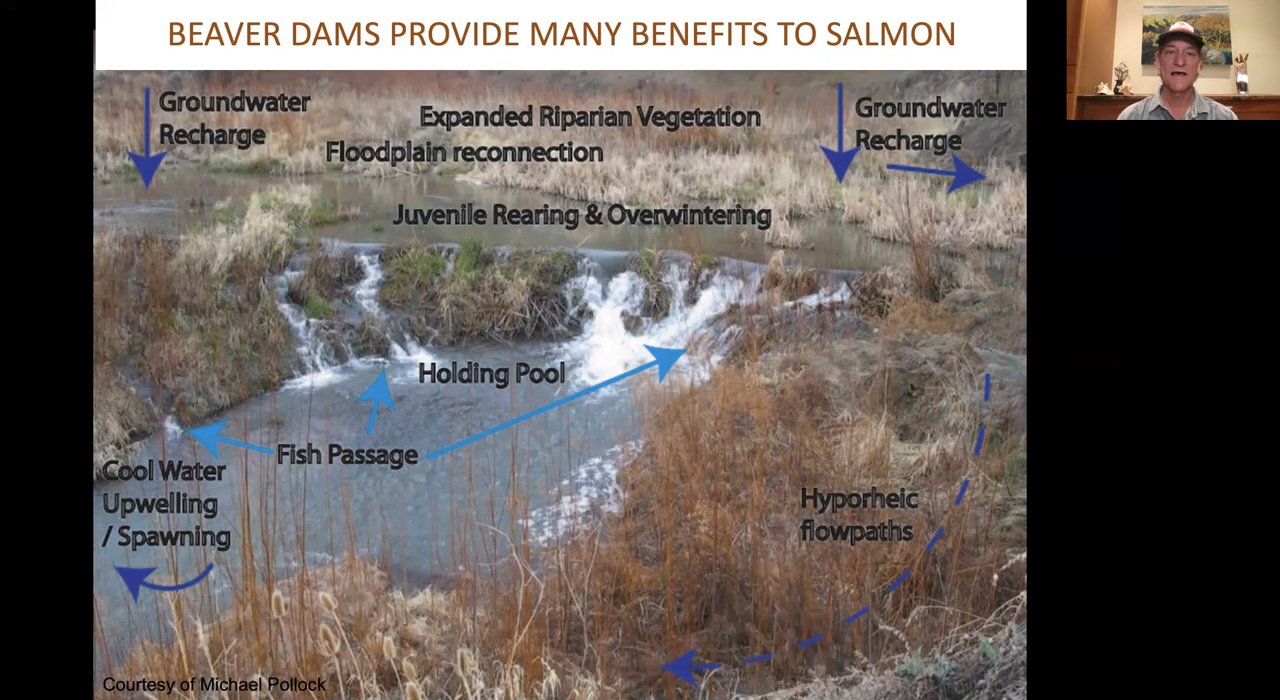 BEAVER DAMS PROVIDE MANY BENEFITS TO SALMON
Groundwater
Recharge
Expanded Riparian Vegetation
Floodplain reconnection
Groundwater
Recharge
Juvenile Rearing & Overwintering
Holding Pool
Fish Passage
Cool Water
Upwelling
/ Spawning
Hyporheic
flowpaths
Courtesy of Michael Pollock